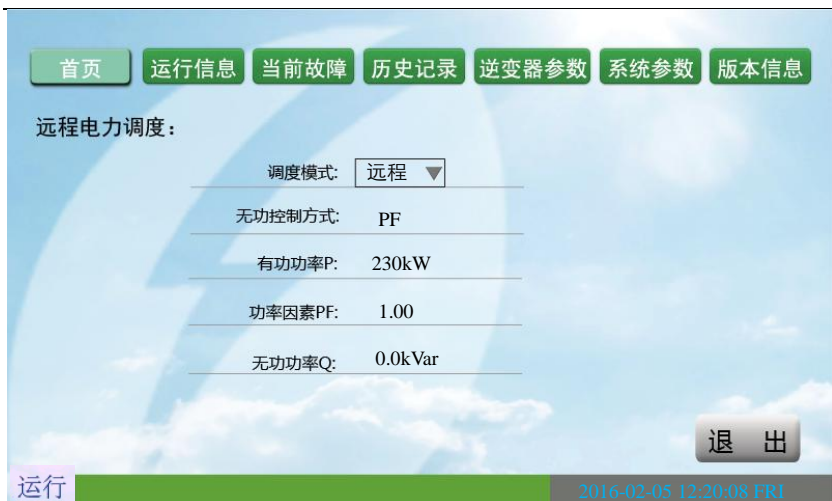 首页 运行信息 当前故障 历史记录 逆变器参数 系统参数 版本信息
远程电力调度：
调度模式: 远程
无功控制方式: PF
有功功率P: 230kW
功率因素PF: 1.00
无功功率Q: 0.0kVar
退 出
运行 2016-02-05 12:20:08 FRI